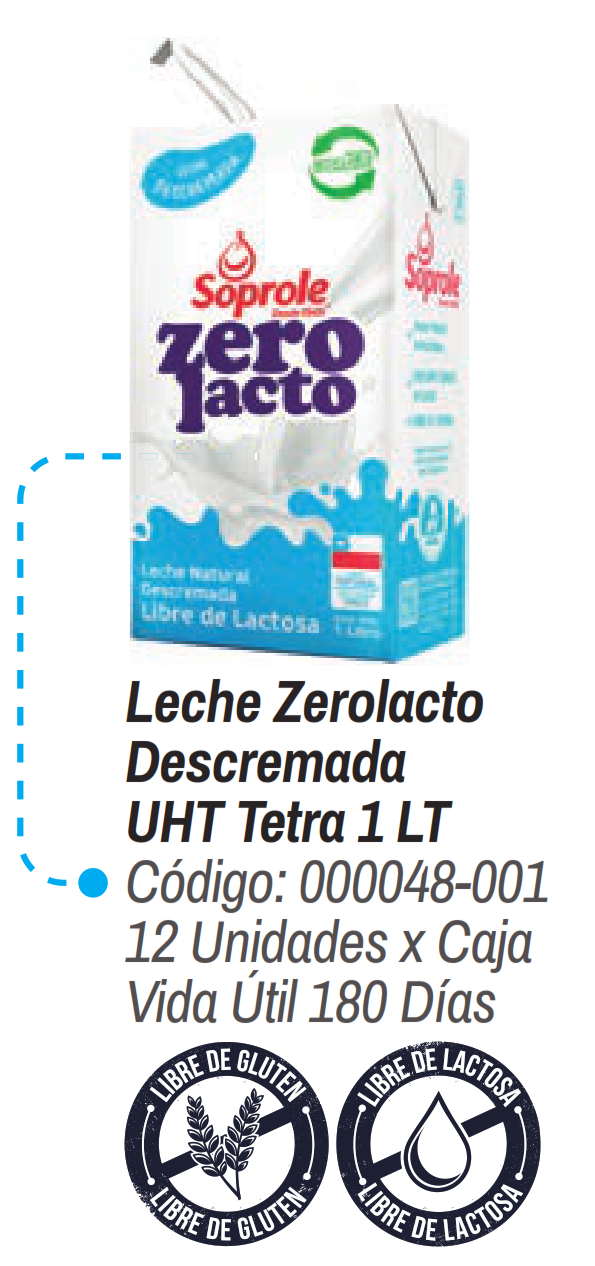 DESCREMADA
Soprole
zero
lacto
Soprole
Leche Natural
Descremada
Libre de Lactosa
Leche Zerolacto
Descremada
UHT Tetra 1 LT
Código: 000048-001
12 Unidades x Caja
Vida Útil 180 Días
LIBRE DE GLUTEN
LIBRE DE LACTOSA
LIBRE DE GLUTEN
LIBRE DE LACTOSA